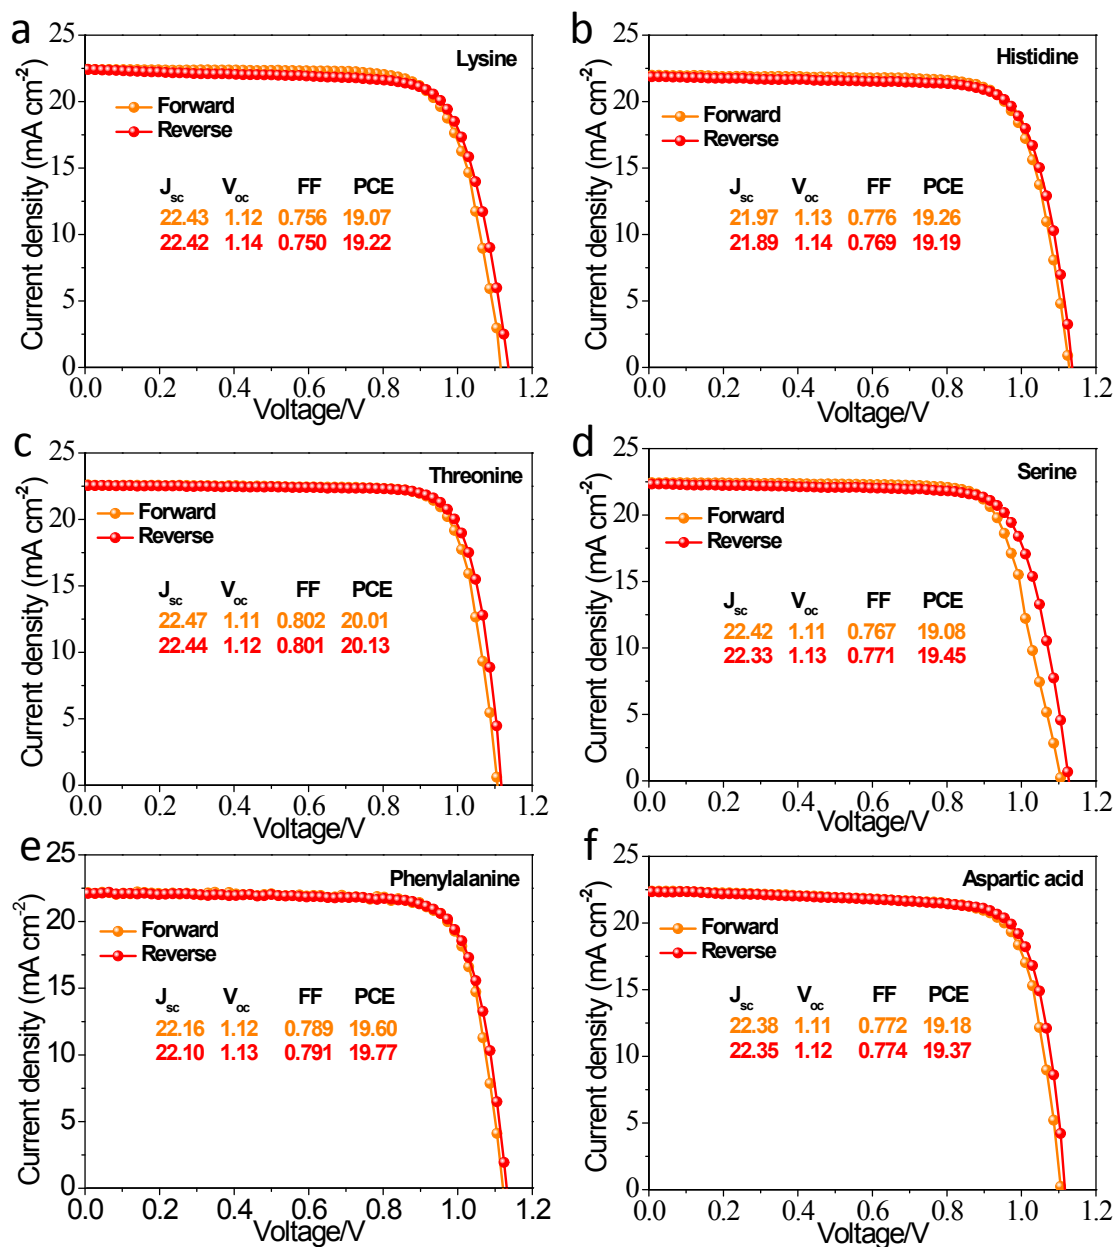 a
Lysine
Forward
Reverse
Jsc Voc FF PCE
22.43 1.12 0.756 19.07
22.42 1.14 0.750 19.22
Current density (mA cm-2)
25
20
15
10
5
0
0.0 0.2 0.4 0.6 0.8 1.0 1.2
Voltage/V
b
Histidine
Forward
Reverse
Jsc Voc FF PCE
21.97 1.13 0.776 19.26
21.89 1.14 0.769 19.19
Current density (mA cm-2)
25
20
15
10
5
0
0.0 0.2 0.4 0.6 0.8 1.0 1.2
Voltage/V
c
Threonine
Forward
Reverse
Jsc Voc FF PCE
22.47 1.11 0.802 20.01
22.44 1.12 0.801 20.13
Current density (mA cm-2)
25
20
15
10
5
0
0.0 0.2 0.4 0.6 0.8 1.0 1.2
Voltage/V
d
Serine
Forward
Reverse
Jsc Voc FF PCE
22.42 1.11 0.767 19.08
22.33 1.13 0.771 19.45
Current density (mA cm-2)
25
20
15
10
5
0
0.0 0.2 0.4 0.6 0.8 1.0 1.2
Voltage/V
e
Phenylalanine
Forward
Reverse
Jsc Voc FF PCE
22.16 1.12 0.789 19.60
22.10 1.13 0.791 19.77
Current density (mA cm-2)
25
20
15
10
5
0
0.0 0.2 0.4 0.6 0.8 1.0 1.2
Voltage/V
f
Aspartic acid
Forward
Reverse
Jsc Voc FF PCE
22.38 1.11 0.772 19.18
22.35 1.12 0.774 19.37
Current density (mA cm-2)
25
20
15
10
5
0
0.0 0.2 0.4 0.6 0.8 1.0 1.2
Voltage/V